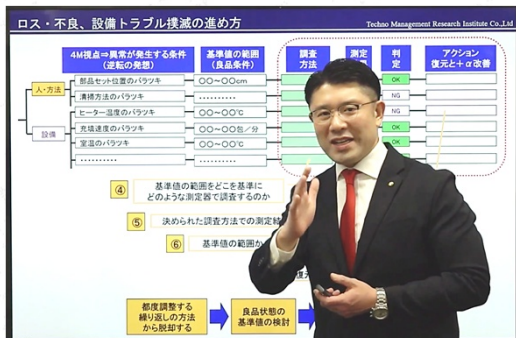 ロス・不良、設備トラブル撲滅の進め方
Techno Management Research Institute Co.,Ltd
4M視点⇒異常が発生する条件
(逆転の発想)
基準値の範囲
(良品条件)
調査
方法
測定
判
定
アクション
復元と+α改善
人・方法
部品セット位置のバラツキ
〇〇~〇〇cm
OK
清掃方法のバラツキ
NG
ヒーター温度のバラツキ
〇〇~〇〇℃
NG
設備
充填速度のバラツキ
〇〇~〇〇包/分
OK
室温のバラツキ
〇〇~〇〇℃
OK
④
基準値の範囲をどこを基準に
どのような測定器で調査するのか
⑤
決められた調査方法での測定結
⑥
基準値の範囲か
都度調整する
繰り返しの方法
から脱却する
良品状態の
基準値の検討